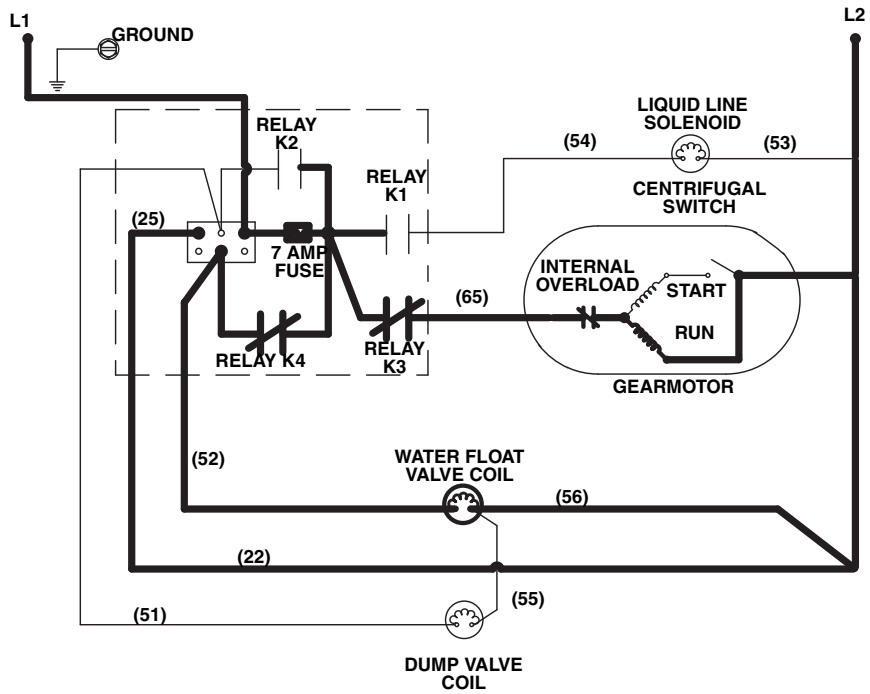 L1
L2
GROUND
RELAY
K2
LIQUID LINE
SOLENOID
(54)
(53)
RELAY
K1
CENTRIFUGAL
SWITCH
(25)
7 AMP
FUSE
INTERNAL
OVERLOAD
START
(65)
RUN
RELAY K4
RELAY
K3
GEARMOTOR
(52)
WATER FLOAT
VALVE COIL
(56)
(22)
(51)
(55)
DUMP VALVE
COIL